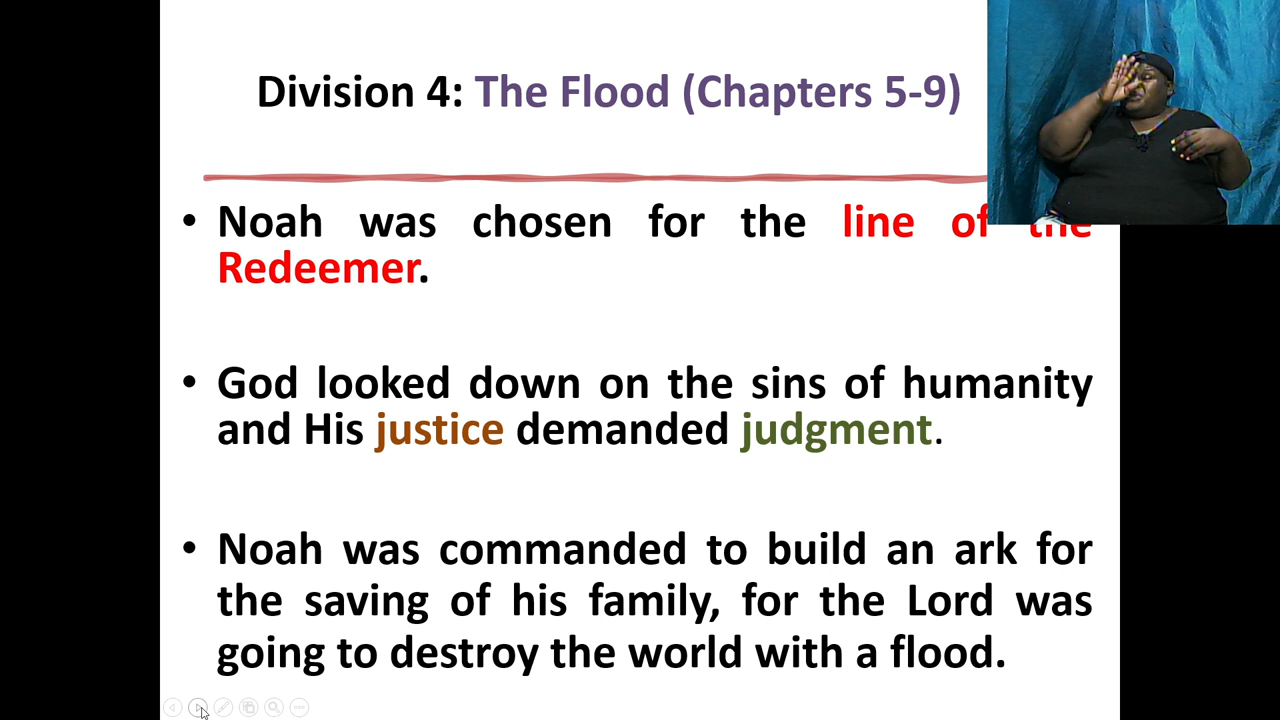 Division 4: The Flood (Chapters 5-9)
• Noah was chosen for the line of the
Redeemer.
• God looked down on the sins of humanity
and His justice demanded judgment.
• Noah was commanded to build an ark for
the saving of his family, for the Lord was
going to destroy the world with a flood.